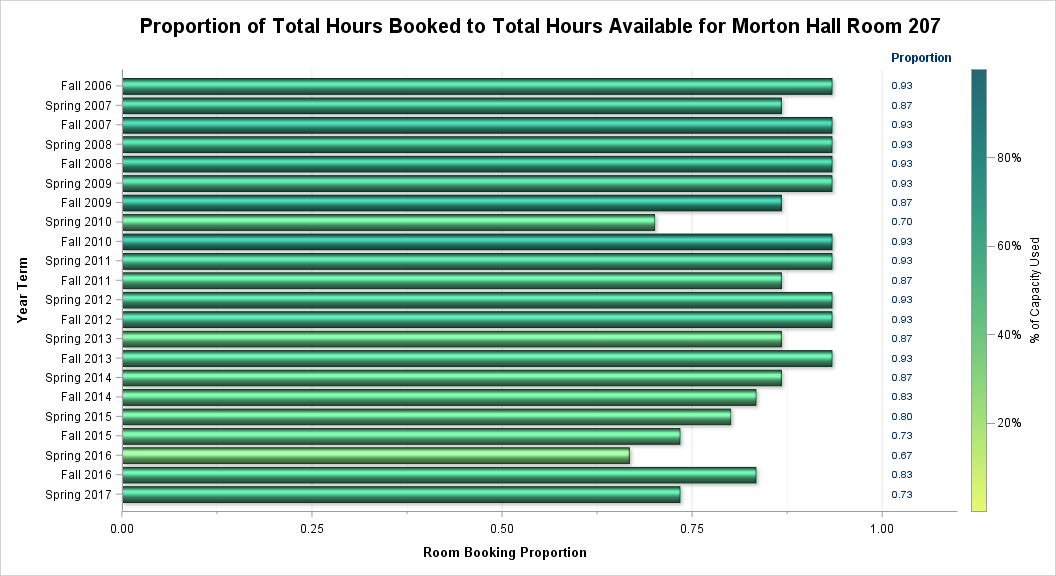 Proportion of Total Hours Booked to Total Hours Available for Morton Hall Room 207
Proportion
Fall 2006 0.93
Spring 2007 0.87
Fall 2007 0.93
Spring 2008 0.93
Fall 2008 0.93
Spring 2009 0.93
Fall 2009 0.87
Spring 2010 0.70
Fall 2010 0.93
Spring 2011 0.93
Fall 2011 0.87
Spring 2012 0.93
Fall 2012 0.93
Spring 2013 0.87
Fall 2013 0.93
Spring 2014 0.87
Fall 2014 0.83
Spring 2015 0.80
Fall 2015 0.73
Spring 2016 0.67
Fall 2016 0.83
Spring 2017 0.73
Year Term
0.00 0.25 0.50 0.75 1.00
Room Booking Proportion
80%
60%
40%
20%
% of Capacity Used